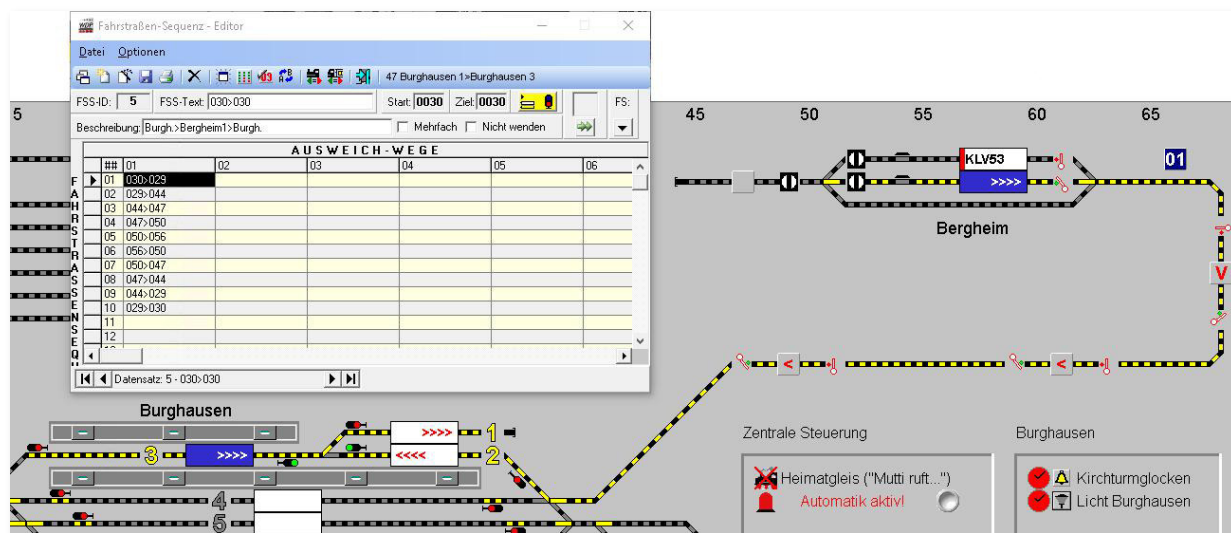 Fahrstraßen-Sequenz - Editor
Datei Optionen
47 Burghausen 1»Burghausen 3
FSS-ID: 5 FSS-Text: 030>030 Start: 0030 Ziel: 0030 FS:
Beschreibung: Burgh.>Bergheim1>Burgh. Mehrfach Nicht wenden
AUSWEICH-WEGE
## 01 02 03 04 05 06
FAHRSTRASSENSEQU
01 030>029
02 029>044
03 044>047
04 047>050
05 050>056
06 056>050
07 050>047
08 047>044
09 044>029
10 029>030
11
12
Datensatz: 5 - 030>030
5 45 50 55 60 65
KLV53 01
>>>>
Bergheim
V
< <
Burghausen
>>>> 1
3 >>>> <<<< 2
4
5
Zentrale Steuerung
Heimatgleis ("Mutti ruft...")
Automatik aktiv!
Burghausen
Kirchturmglocken
Licht Burghausen